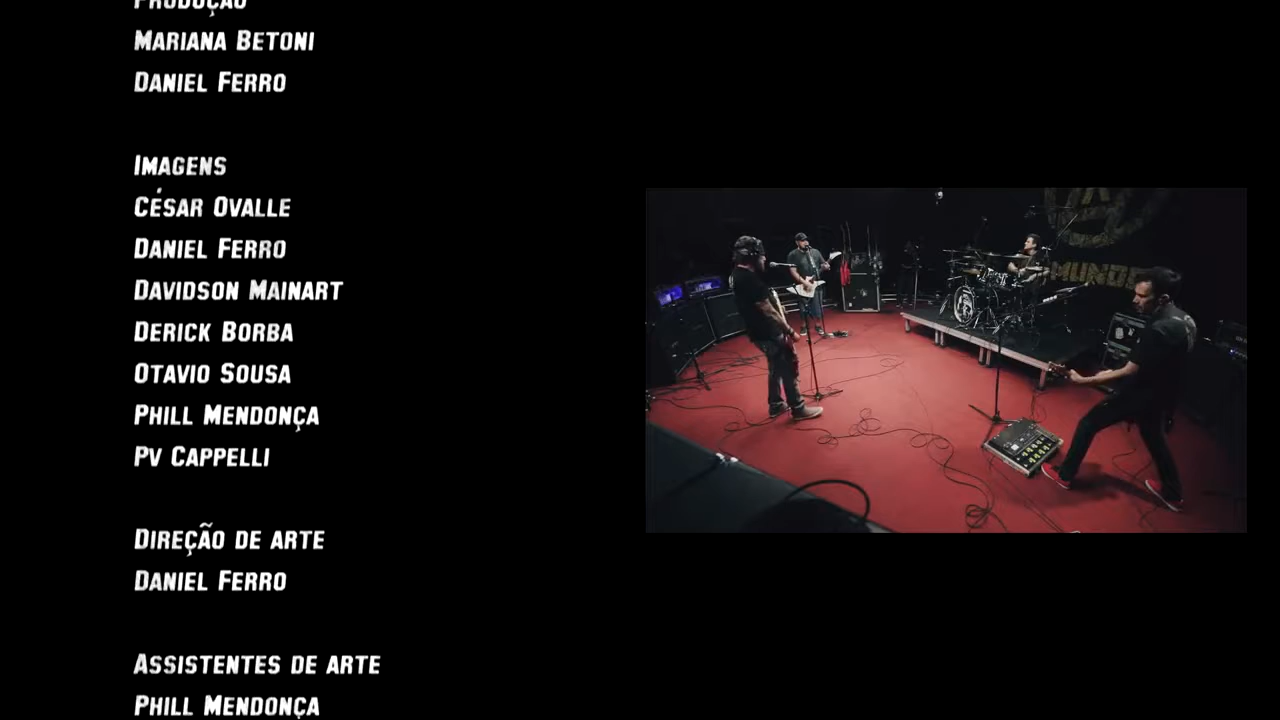 Produção
Mariana Betoni
Daniel Ferro
Imagens
César Ovalle
Daniel Ferro
Davidson Mainart
Derick Borba
Otavio Sousa
Phill Mendonça
Pv Cappelli
Direção de arte
Daniel Ferro
Assistentes de arte
Phill Mendonça